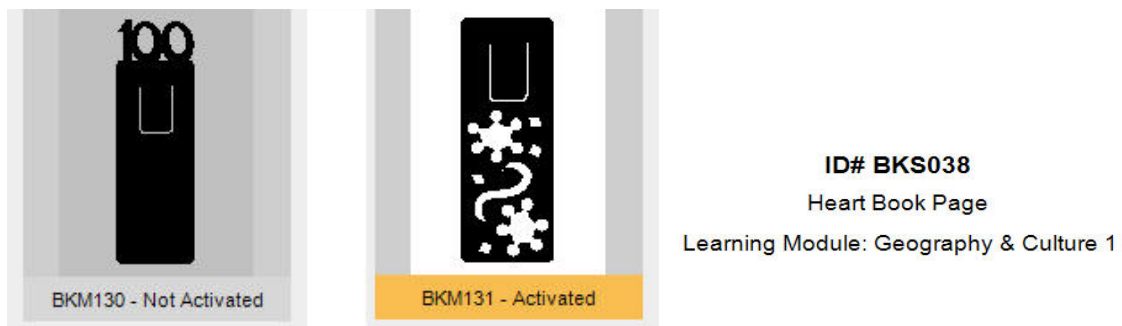 100
BKM130 - Not Activated
BKM131 - Activated
ID# BKS038
Heart Book Page
Learning Module: Geography & Culture 1